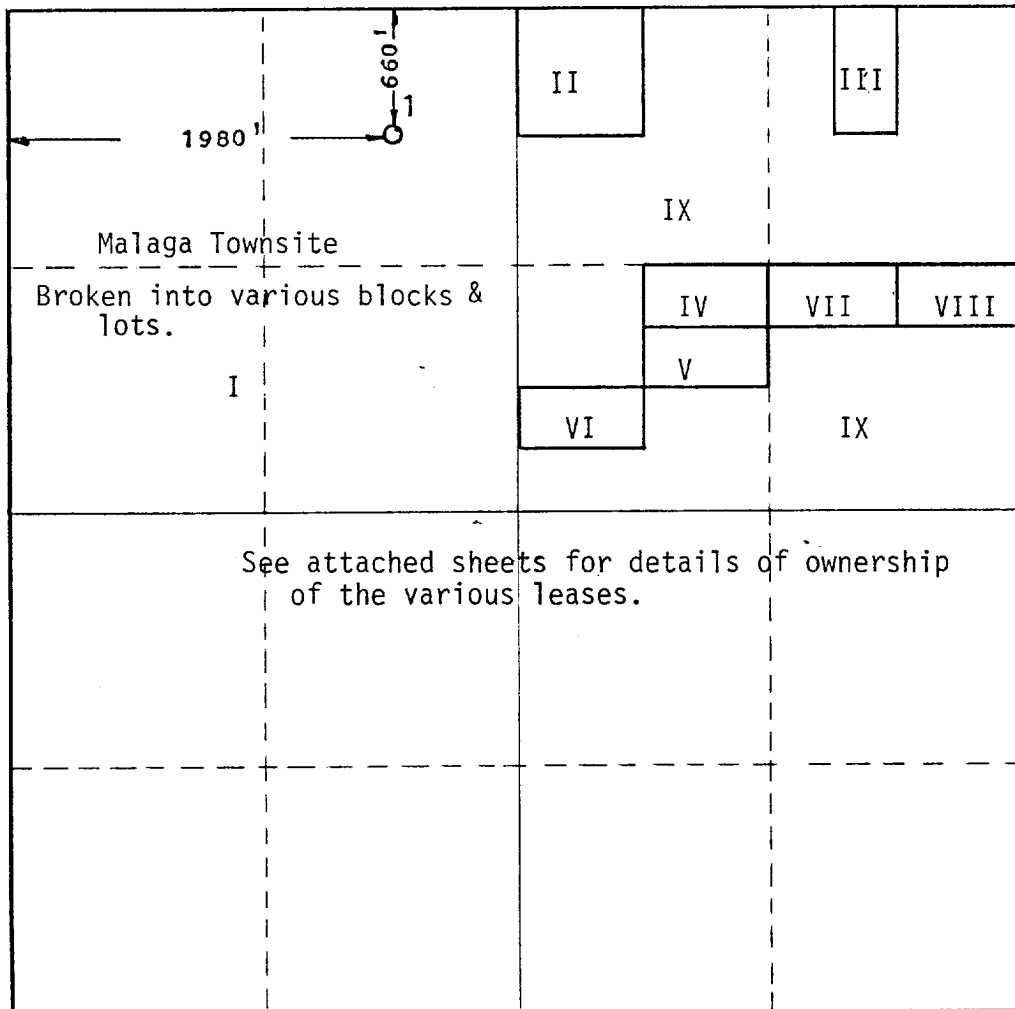 660'
1
1980'
II
III
IX
Malaga Townsite
Broken into various blocks &
lots.
IV
VII
VIII
I
V
VI
IX
See attached sheets for details of ownership
of the various leases.